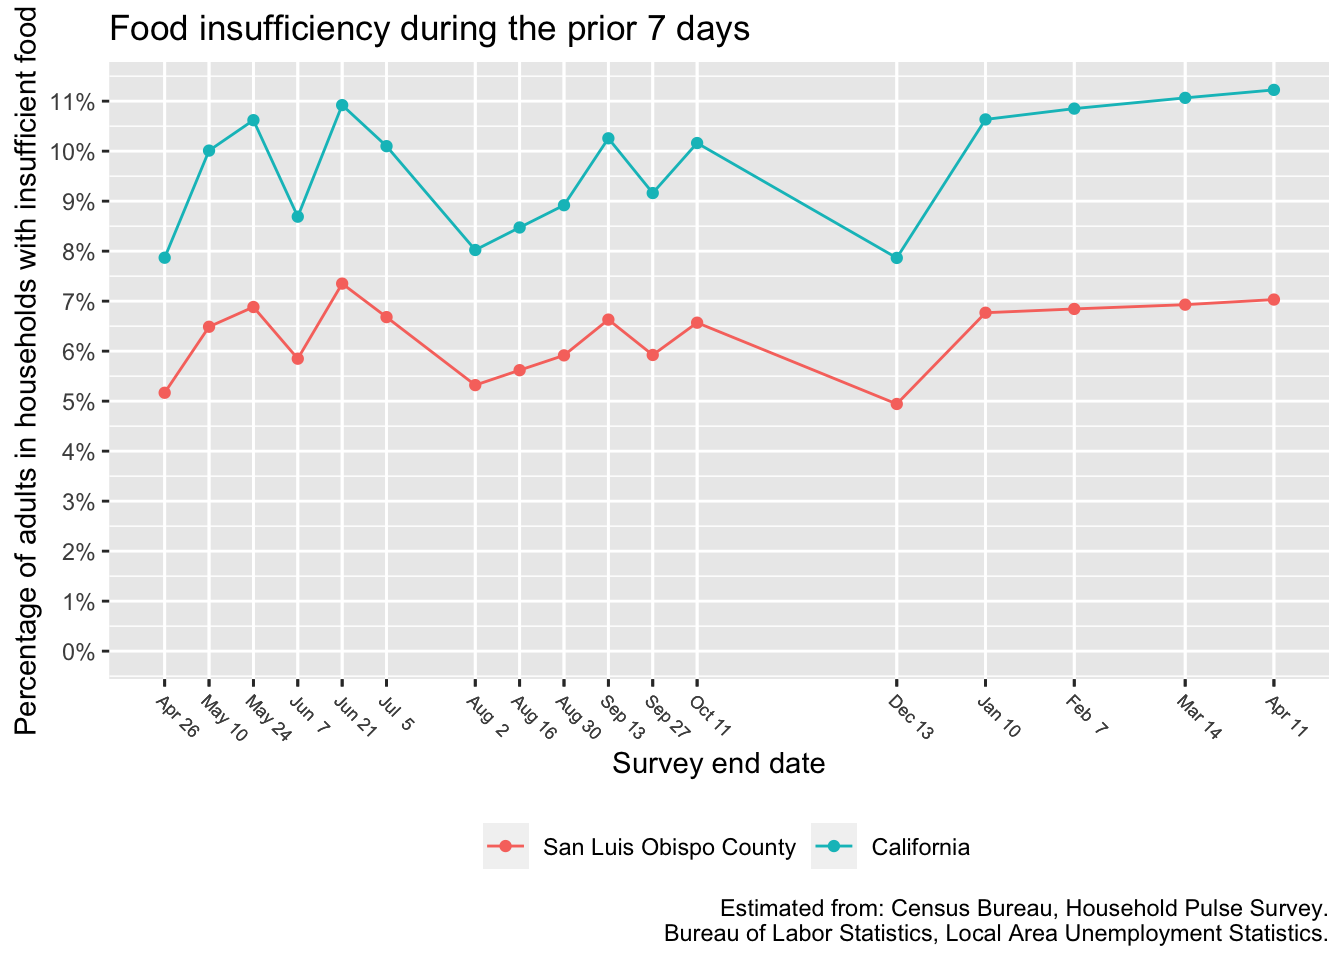 Food insufficiency during the prior 7 days
Percentage of adults in households with insufficient food
11%
10%
9%
8%
7%
6%
5%
4%
3%
2%
1%
0%
Apr 26
May 10
May 24
Jun 7
Jun 21
Jul 5
Aug 2
Aug 16
Aug 30
Sep 13
Sep 27
Oct 11
Dec 13
Jan 10
Feb 7
Mar 14
Apr 11
Survey end date
San Luis Obispo County
California
Estimated from: Census Bureau, Household Pulse Survey.
Bureau of Labor Statistics, Local Area Unemployment Statistics.